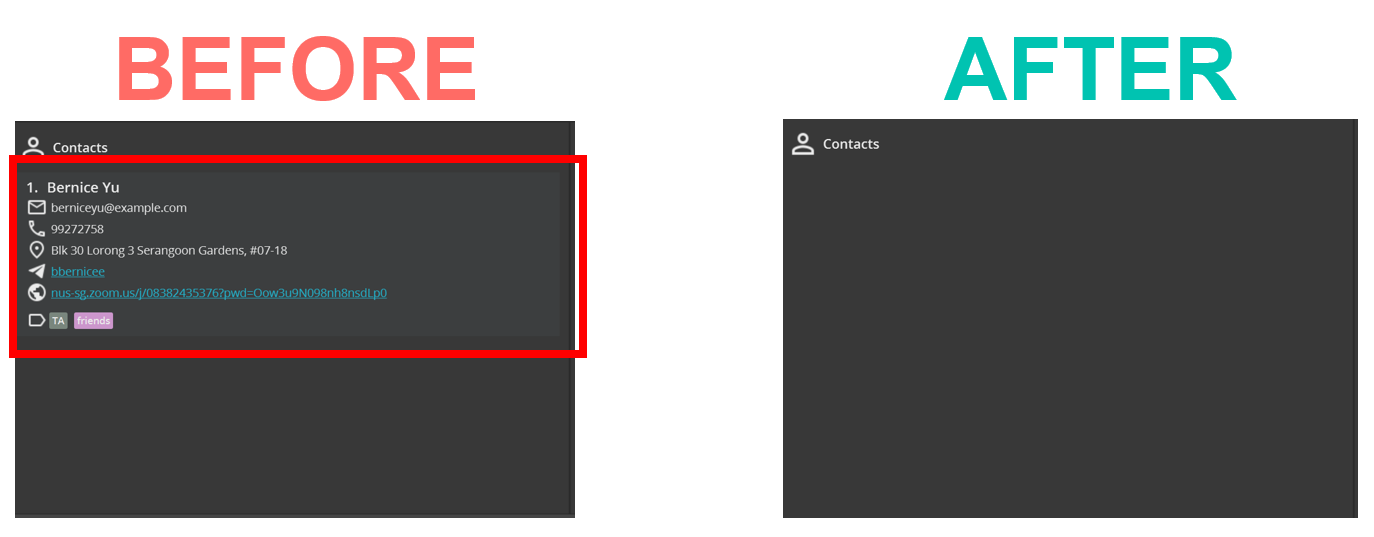 BEFORE
AFTER
Contacts
1. Bernice Yu
berniceyu@example.com
99272758
Blk 30 Lorong 3 Serangoon Gardens, #07-18
bbernicee
nus-sg.zoom.us/j/08382435376?pwd=Oow3u9N098nh8nsdLp0
TA friends
Contacts